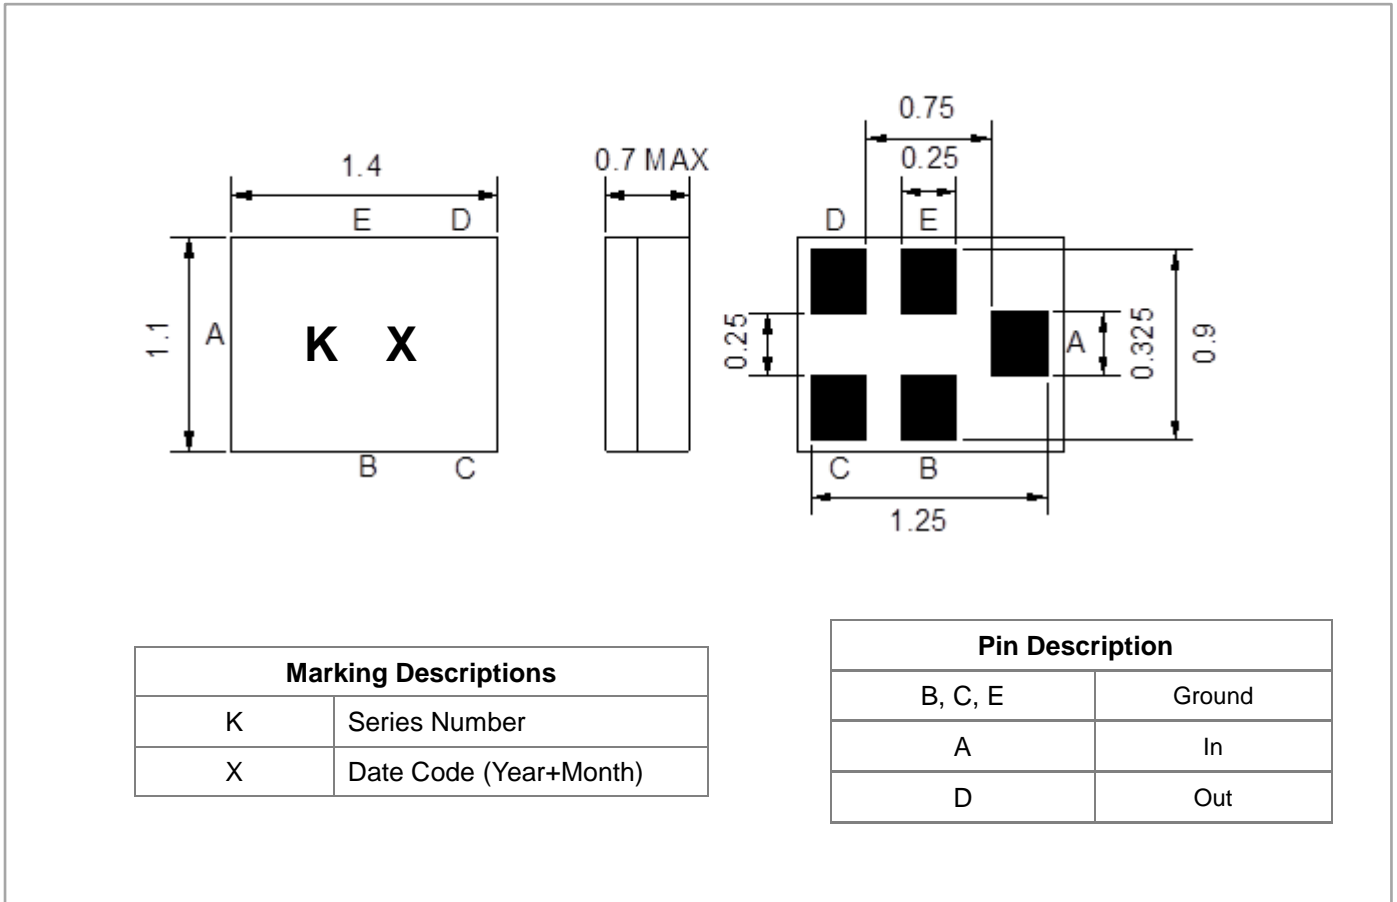 1.4
E D
1.1
A
K X
B C
0.7 MAX
0.75
0.25
D E
0.25
A
0.325
0.9
C B
1.25
Marking Descriptions
K Series Number
X Date Code (Year+Month)
Pin Description
B, C, E Ground
A In
D Out